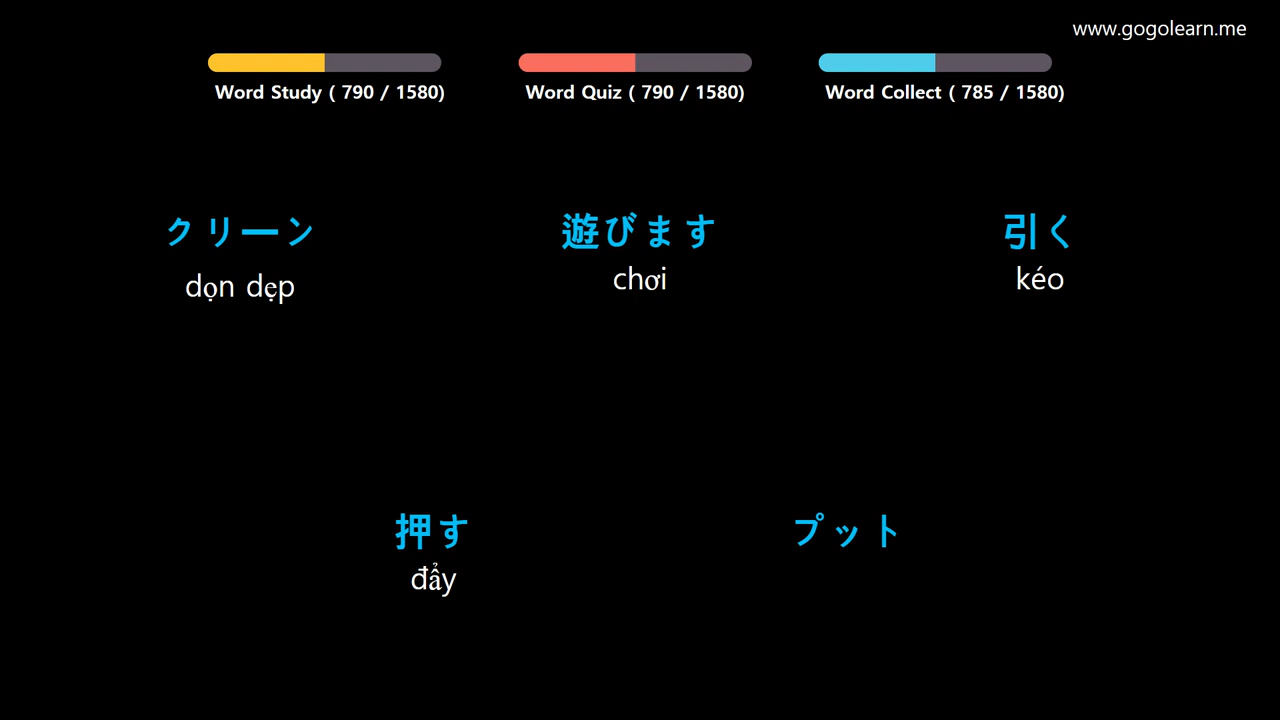 www.gogolearn.me
Word Study ( 790 / 1580)
Word Quiz ( 790 / 1580)
Word Collect ( 785 / 1580)
クリーン
dọn dẹp
遊びます
chơi
引く
kéo
押す
đẩy
プット